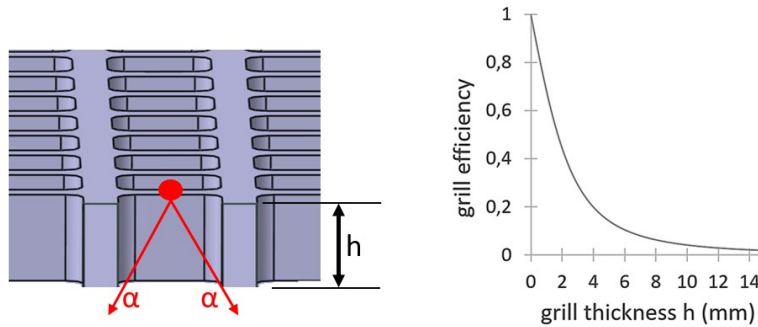 h
α α
grill efficiency
1
0,8
0,6
0,4
0,2
0
0 2 4 6 8 10 12 14
grill thickness h (mm)